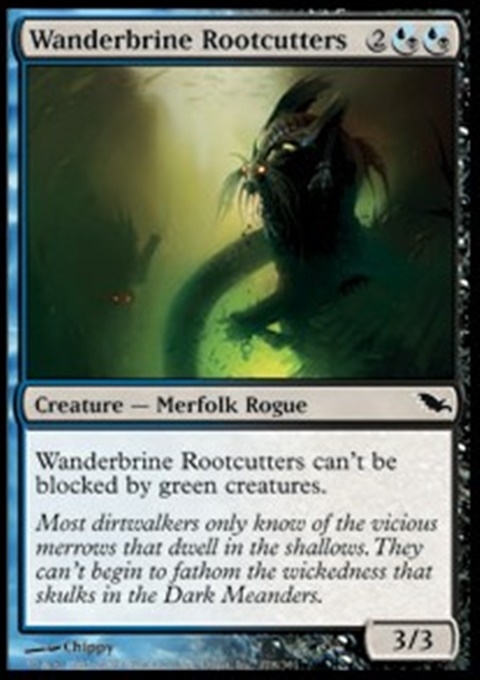 Wanderbrine Rootcutters 2
Creature — Merfolk Rogue
Wanderbrine Rootcutters can't be
blocked by green creatures.
Most dirtwalkers only know of the vicious
merrows that dwell in the shallows. They
can't begin to fathom the wickedness that
skulks in the Dark Meanders.
Chippy
3/3